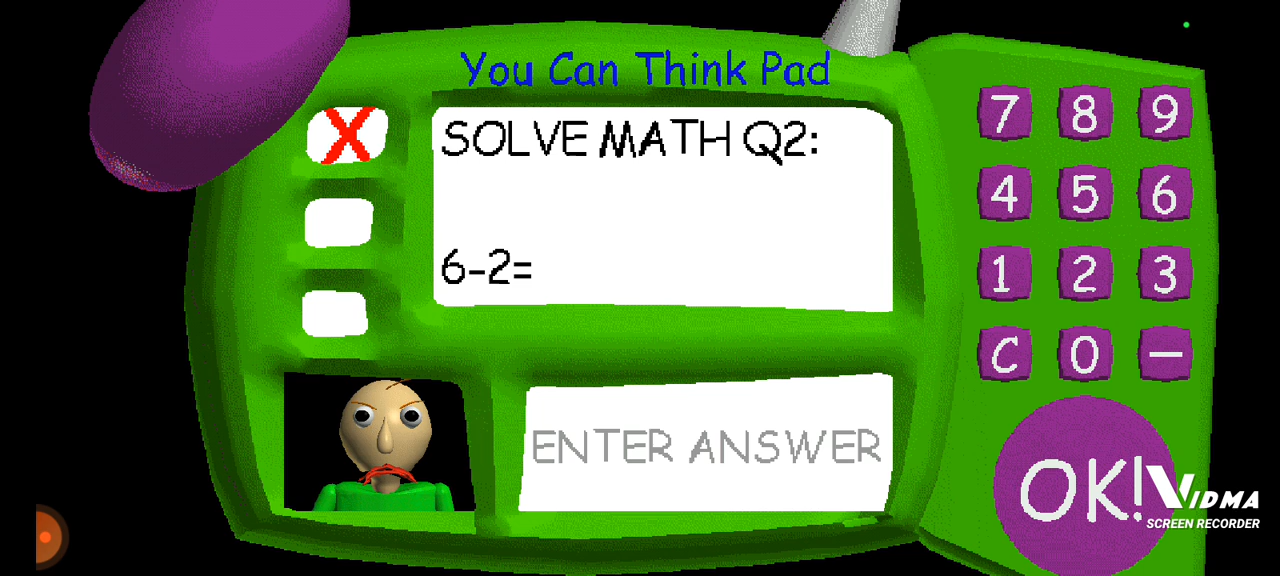 You Can Think Pad
X
SOLVE MATH Q2:
6-2=
ENTER ANSWER
7 8 9
4 5 6
1 2 3
C 0 —
OK!
VIDMA
SCREEN RECORDER